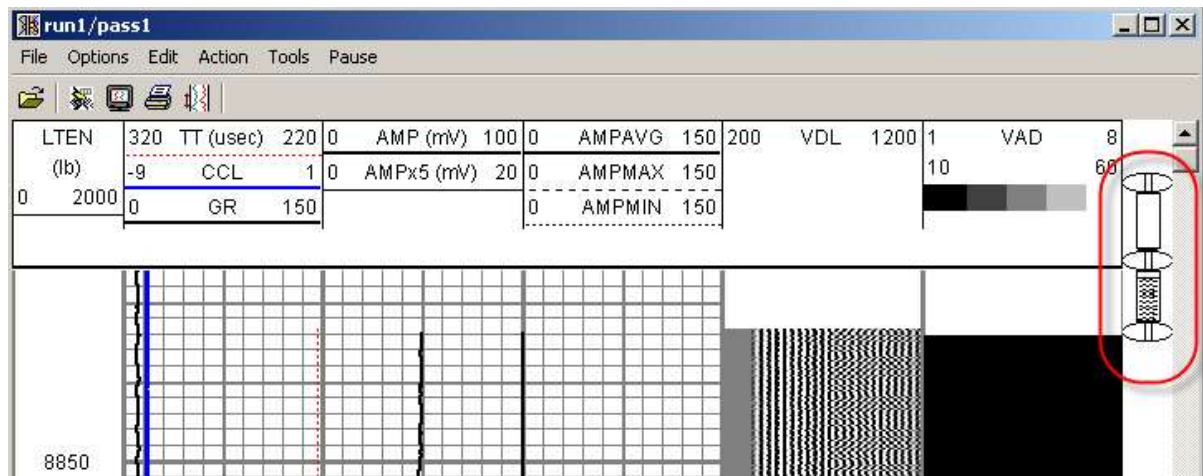 run1/pass1
File Options Edit Action Tools Pause
LTEN 320 TT (usec) 220 0 AMP (mV) 100 0 AMPAVG 150 200 VDL 1200 1 VAD 8
(lb) -9 CCL 1 0 AMPx5 (mV) 20 0 AMPMAX 150 10 60
0 2000 0 GR 150 0 AMPMIN 150
8850